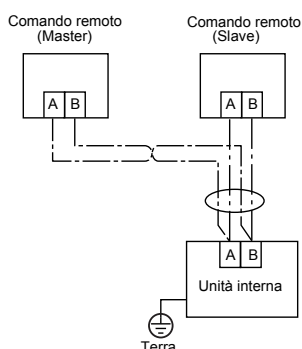 Comando remoto
(Master)
Comando remoto
(Slave)
A B
A B
A B
Unità interna
Terra